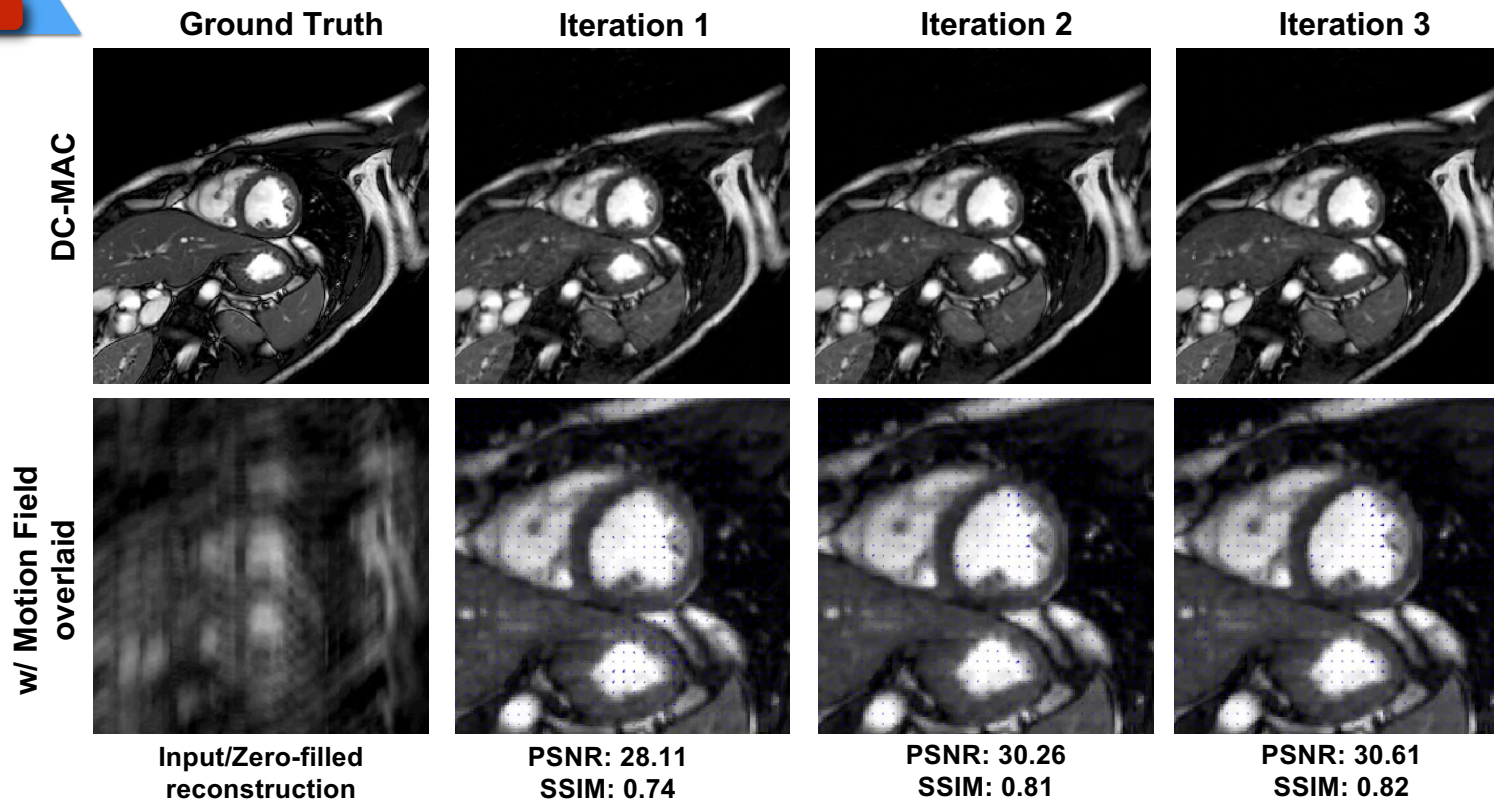 Ground Truth
Iteration 1
Iteration 2
Iteration 3
DC-MAC
w/ Motion Field
overlaid
Input/Zero-filled
reconstruction
PSNR: 28.11
SSIM: 0.74
PSNR: 30.26
SSIM: 0.81
PSNR: 30.61
SSIM: 0.82